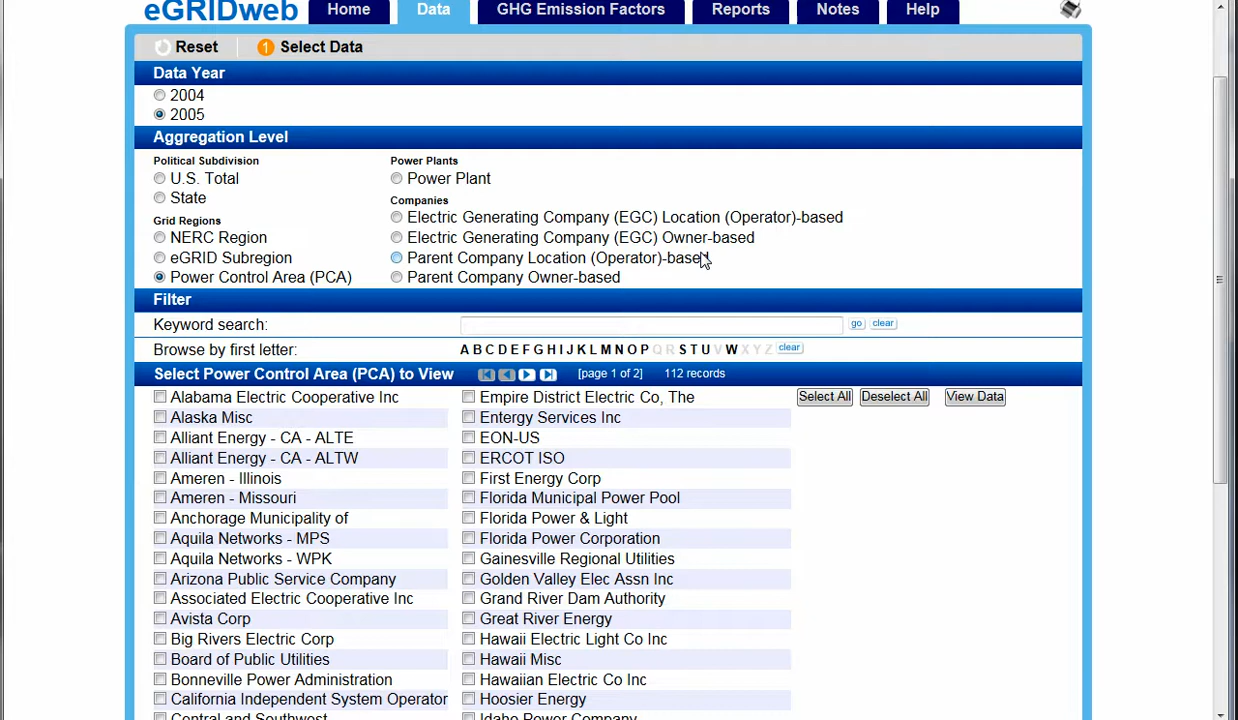 eGRIDweb Home Data GHG Emission Factors Reports Notes Help
Reset 1 Select Data
Data Year
2004
2005
Aggregation Level
Political Subdivision
U.S. Total
State
Grid Regions
NERC Region
eGRID Subregion
Power Control Area (PCA)
Power Plants
Power Plant
Companies
Electric Generating Company (EGC) Location (Operator)-based
Electric Generating Company (EGC) Owner-based
Parent Company Location (Operator)-based
Parent Company Owner-based
Filter
Keyword search: go clear
Browse by first letter: A B C D E F G H I J K L M N O P Q R S T U V W X Y Z clear
Select Power Control Area (PCA) to View [page 1 of 2] 112 records
Alabama Electric Cooperative Inc
Alaska Misc
Alliant Energy - CA - ALTE
Alliant Energy - CA - ALTW
Ameren - Illinois
Ameren - Missouri
Anchorage Municipality of
Aquila Networks - MPS
Aquila Networks - WPK
Arizona Public Service Company
Associated Electric Cooperative Inc
Avista Corp
Big Rivers Electric Corp
Board of Public Utilities
Bonneville Power Administration
California Independent System Operator
Central and Southwest
Empire District Electric Co, The
Entergy Services Inc
EON-US
ERCOT ISO
First Energy Corp
Florida Municipal Power Pool
Florida Power & Light
Florida Power Corporation
Gainesville Regional Utilities
Golden Valley Elec Assn Inc
Grand River Dam Authority
Great River Energy
Hawaii Electric Light Co Inc
Hawaii Misc
Hawaiian Electric Co Inc
Hoosier Energy
Idaho Power Company
Select All Deselect All View Data